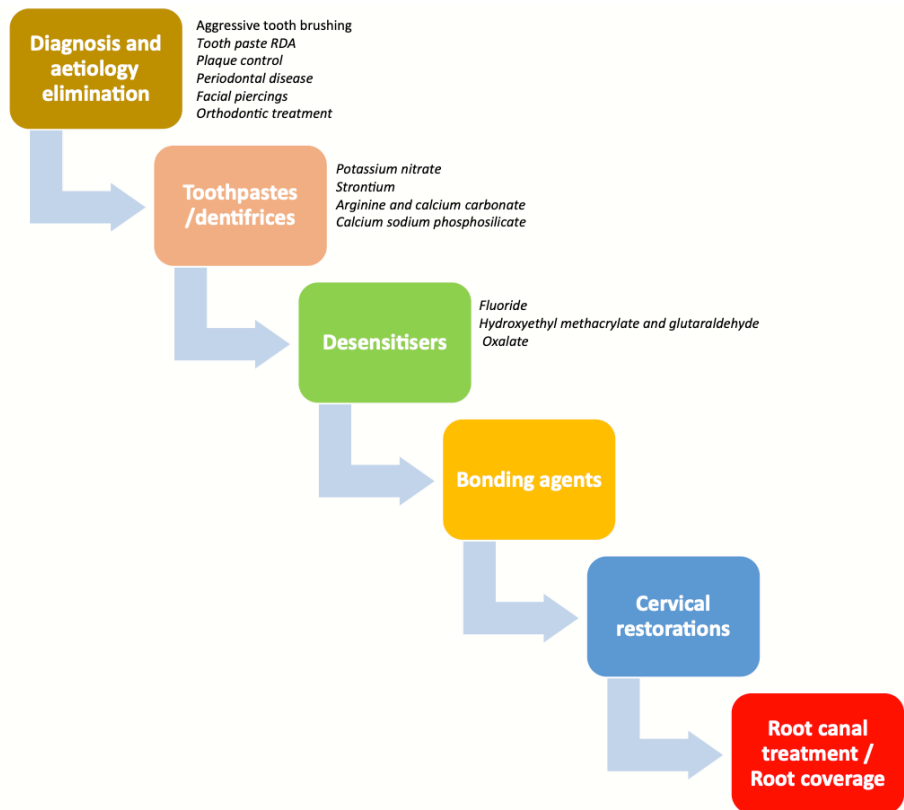 Diagnosis and
aetiology
elimination
Aggressive tooth brushing
Tooth paste RDA
Plaque control
Periodontal disease
Facial piercings
Orthodontic treatment
Toothpastes
/dentifrices
Potassium nitrate
Strontium
Arginine and calcium carbonate
Calcium sodium phosphosilicate
Desensitisers
Fluoride
Hydroxyethyl methacrylate and glutaraldehyde
Oxalate
Bonding agents
Cervical
restorations
Root canal
treatment /
Root coverage